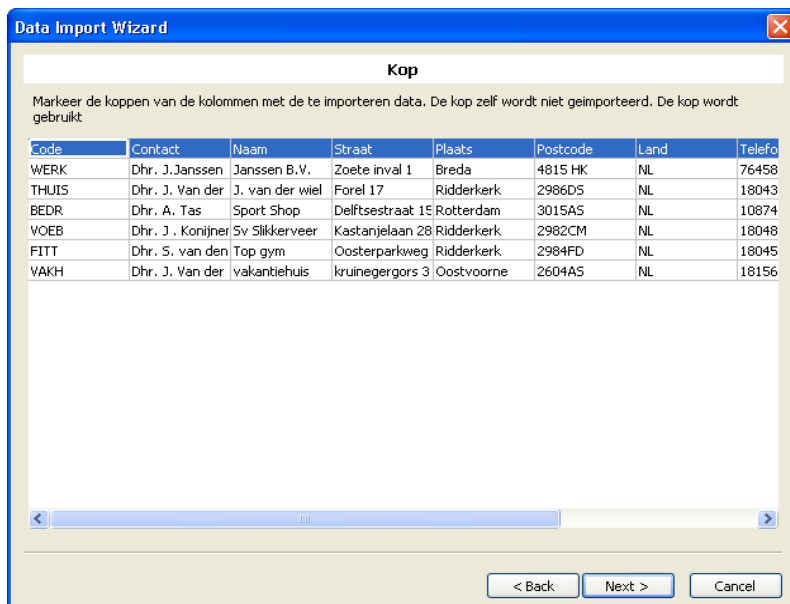 Data Import Wizard
Kop
Markeer de koppen van de kolommen met de te importeren data. De kop zelf wordt niet geimporteerd. De kop wordt
gebruikt
Code Contact Naam Straat Plaats Postcode Land Telefo
WERK Dhr. J.Janssen Janssen B.V. Zoete inval 1 Breda 4815 HK NL 76458
THUIS Dhr. J. Van der J. van der wiel Forel 17 Ridderkerk 2986DS NL 18043
BEDR Dhr. A. Tas Sport Shop Delftsestraat 15 Rotterdam 3015AS NL 10874
VOEB Dhr. J . Konijner Sv Slikkerveer Kastanjelaan 28 Ridderkerk 2982CM NL 18048
FITT Dhr. S. van den Top gym Oosterparkweg Ridderkerk 2984FD NL 18045
VAKH Dhr. J. Van der vakantiehuis kruinegergors 3 Oostvoorne 2604AS NL 18156
< Back Next > Cancel